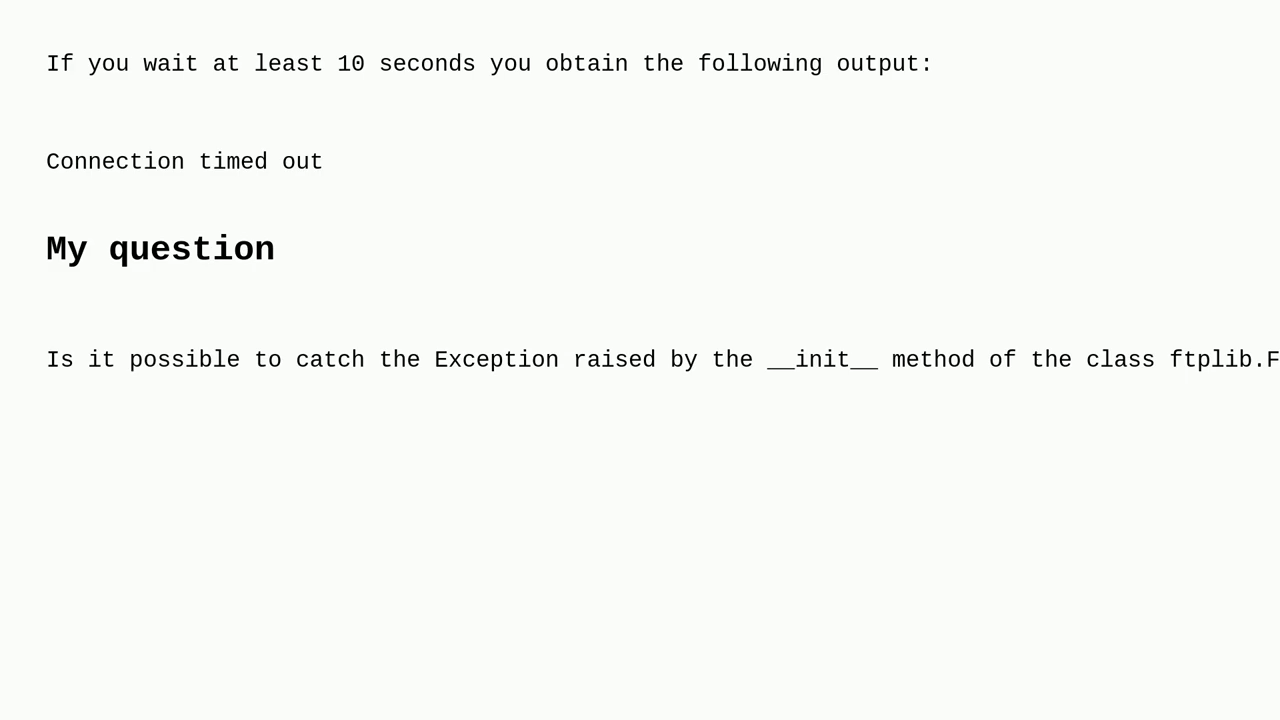 If you wait at least 10 seconds you obtain the following output:
Connection timed out
My question
Is it possible to catch the Exception raised by the __init__ method of the class ftplib.F